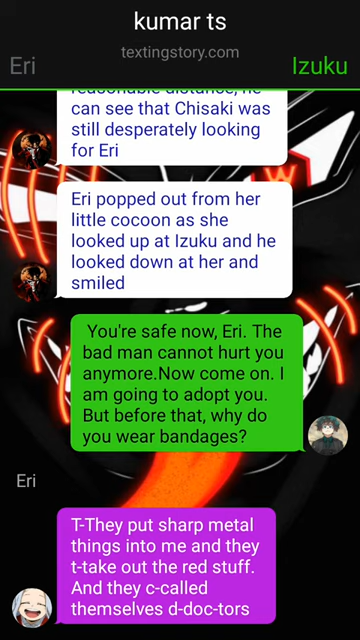 kumar ts
textingstory.com
Eri
Izuku
reasonable distance, he
can see that Chisaki was
still desperately looking
for Eri
Eri popped out from her
little cocoon as she
looked up at Izuku and he
looked down at her and
smiled
You're safe now, Eri. The
bad man cannot hurt you
anymore.Now come on. I
am going to adopt you.
But before that, why do
you wear bandages?
Eri
T-They put sharp metal
things into me and they
t-take out the red stuff.
And they c-called
themselves d-doc-tors